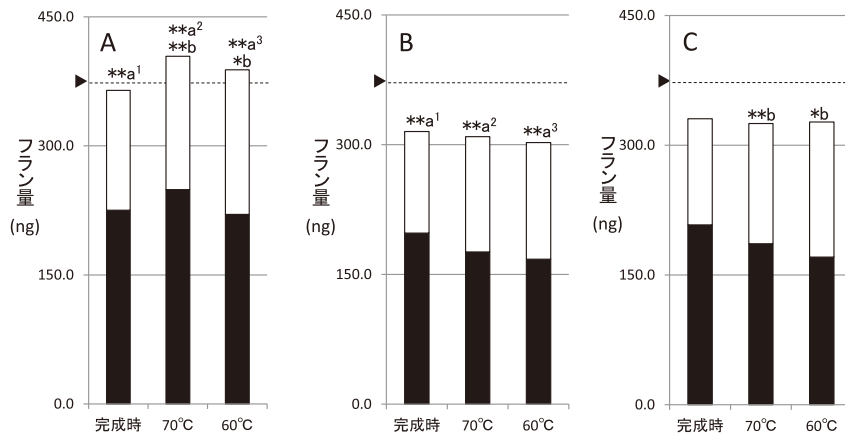 450.0
300.0
150.0
0.0
フラン量
(ng)
A
**a1
**a2
**b
**a3
*b
完成時
70℃
60℃
450.0
300.0
150.0
0.0
フラン量
(ng)
B
**a1
**a2
**a3
完成時
70℃
60℃
450.0
300.0
150.0
0.0
フラン量
(ng)
C
**b
*b
完成時
70℃
60℃